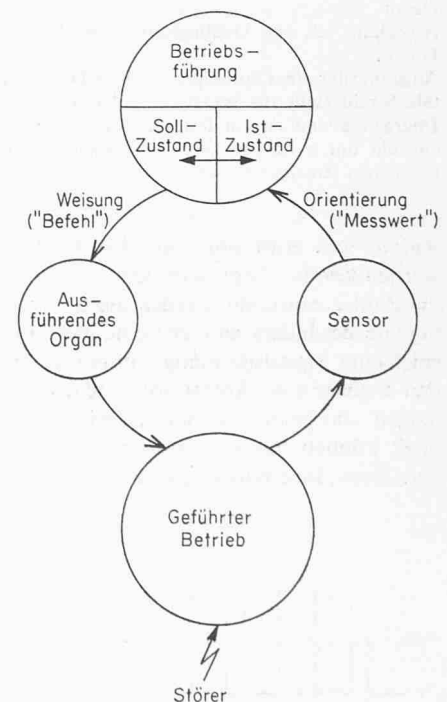 Betriebs-
führung
Soll-
Zustand
Ist-
Zustand
Weisung
("Befehl")
Orientierung
("Messwert")
Aus-
führendes
Organ
Sensor
Geführter
Betrieb
Störer